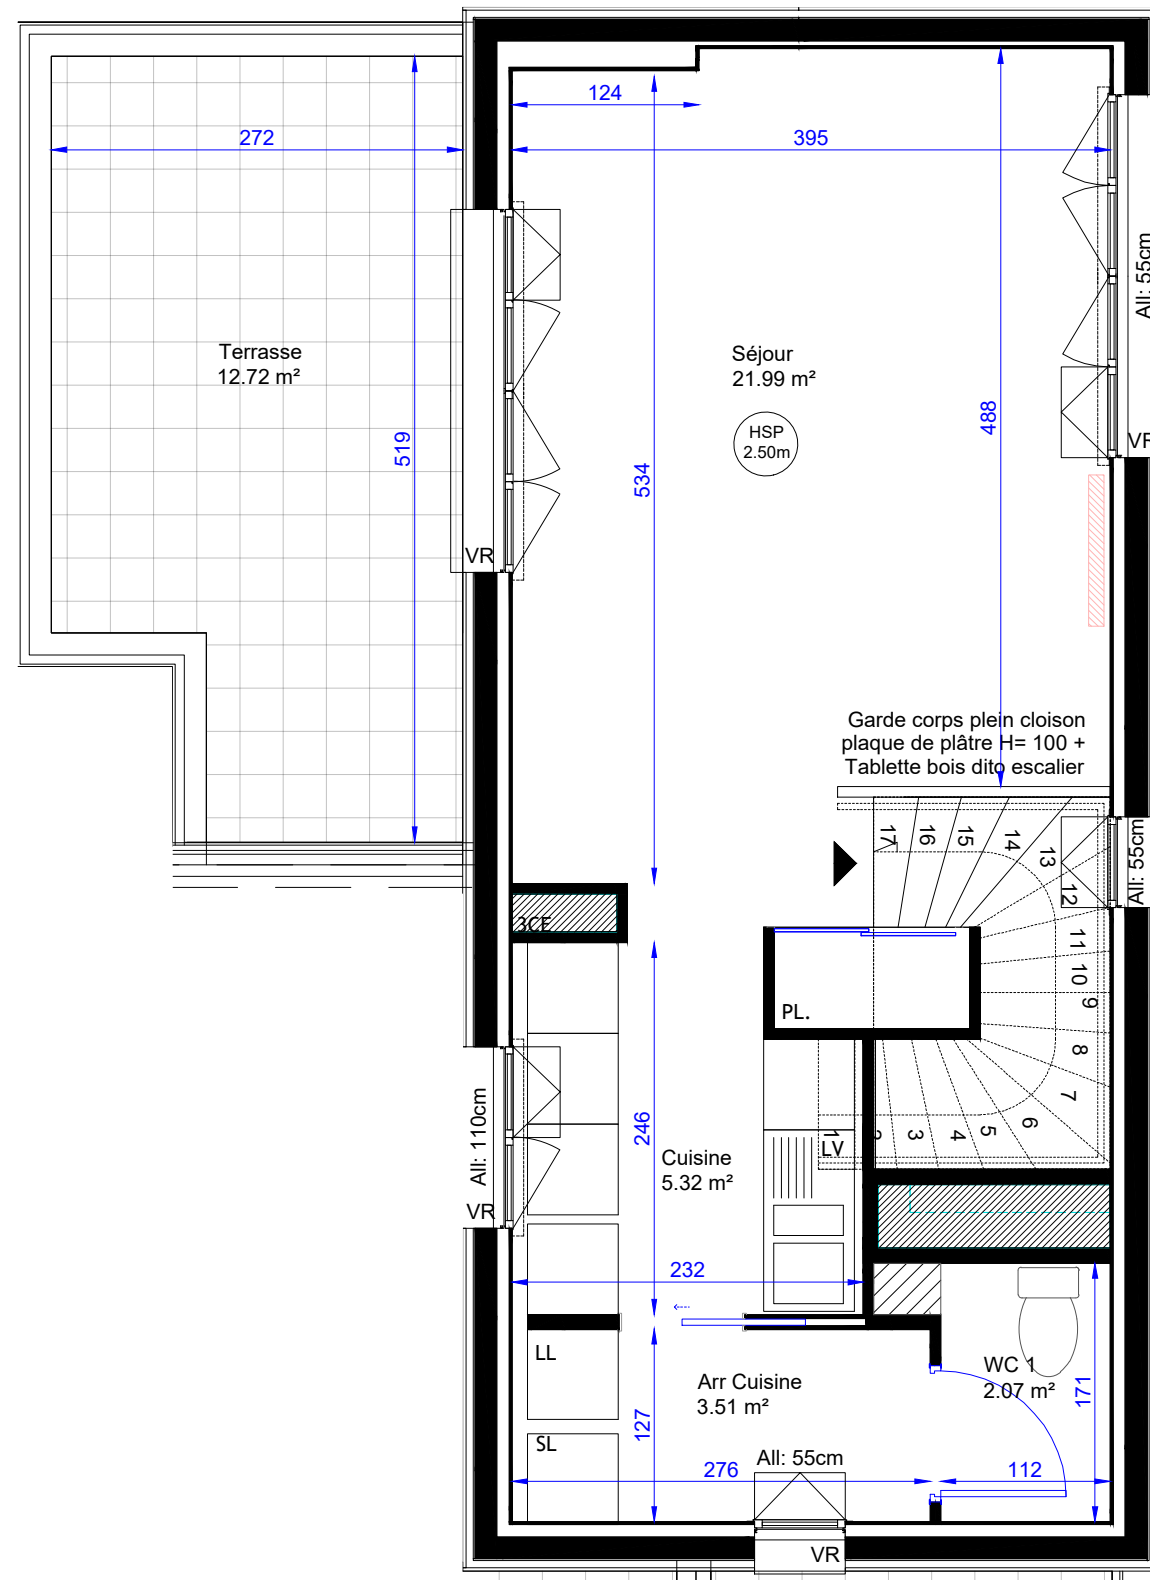 124
272
395
All: 55cm
Terrasse
12.72 m²
Séjour
21.99 m²
HSP
2.50m
488
519
534
VR
VR
Garde corps plein cloison
plaque de plâtre H= 100 +
Tablette bois dito escalier
17
16
15
14
13
12
11
10
9
8
7
6
5
4
3
2
1
All: 55cm
PL.
All: 110cm
VR
246
LV
Cuisine
5.32 m²
232
LL
Arr Cuisine
3.51 m²
WC 1
2.07 m²
171
127
SL
All: 55cm
276
112
VR